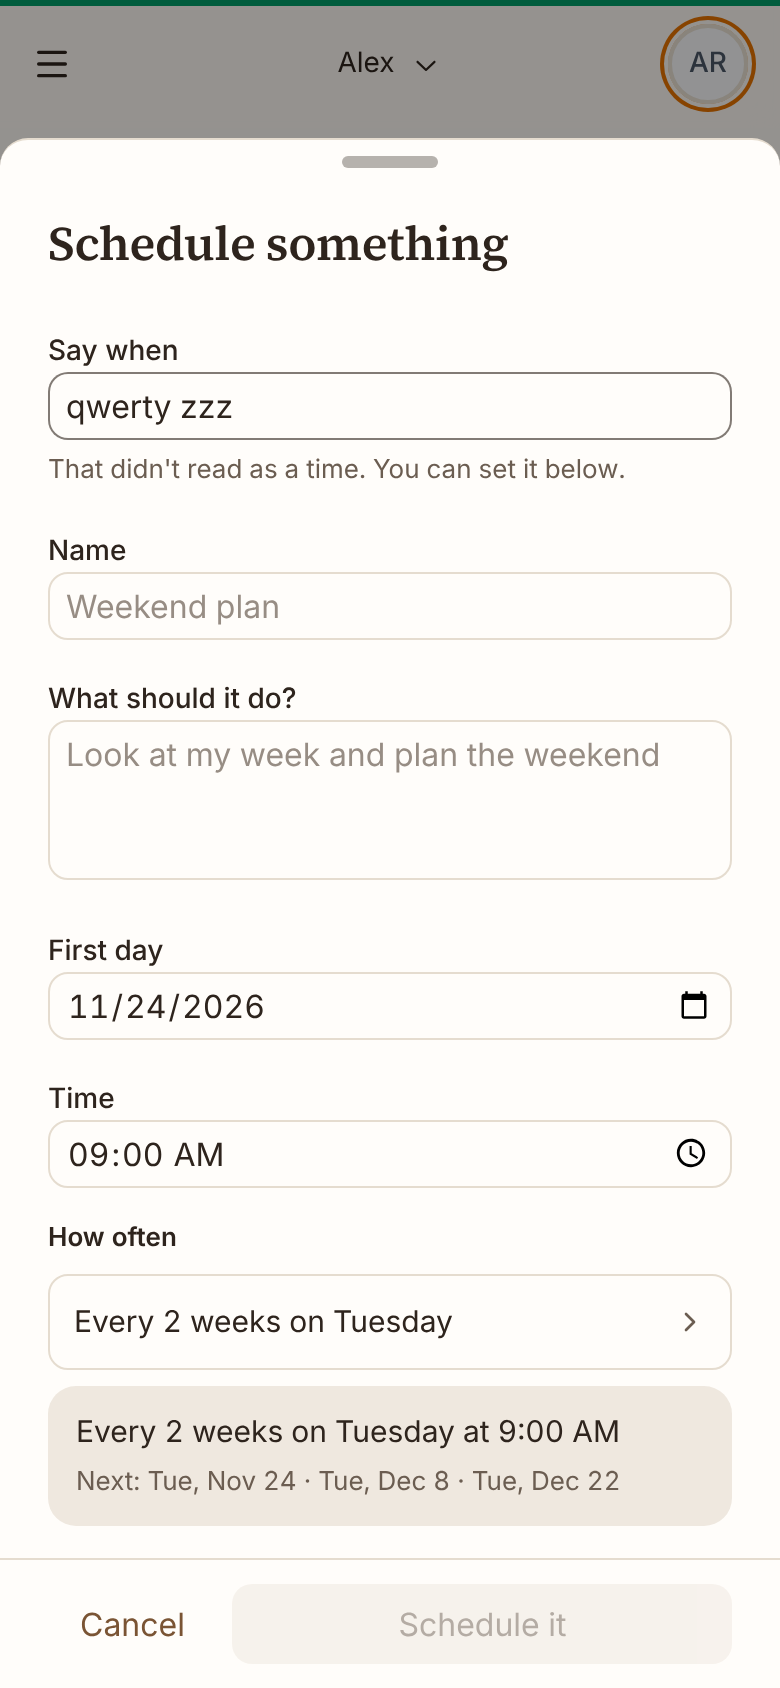 Alex
AR
Schedule something
Say when
qwerty zzz
That didn't read as a time. You can set it below.
Name
Weekend plan
What should it do?
Look at my week and plan the weekend
First day
11/24/2026
Time
09:00 AM
How often
Every 2 weeks on Tuesday
Every 2 weeks on Tuesday at 9:00 AM
Next: Tue, Nov 24 · Tue, Dec 8 · Tue, Dec 22
Cancel
Schedule it